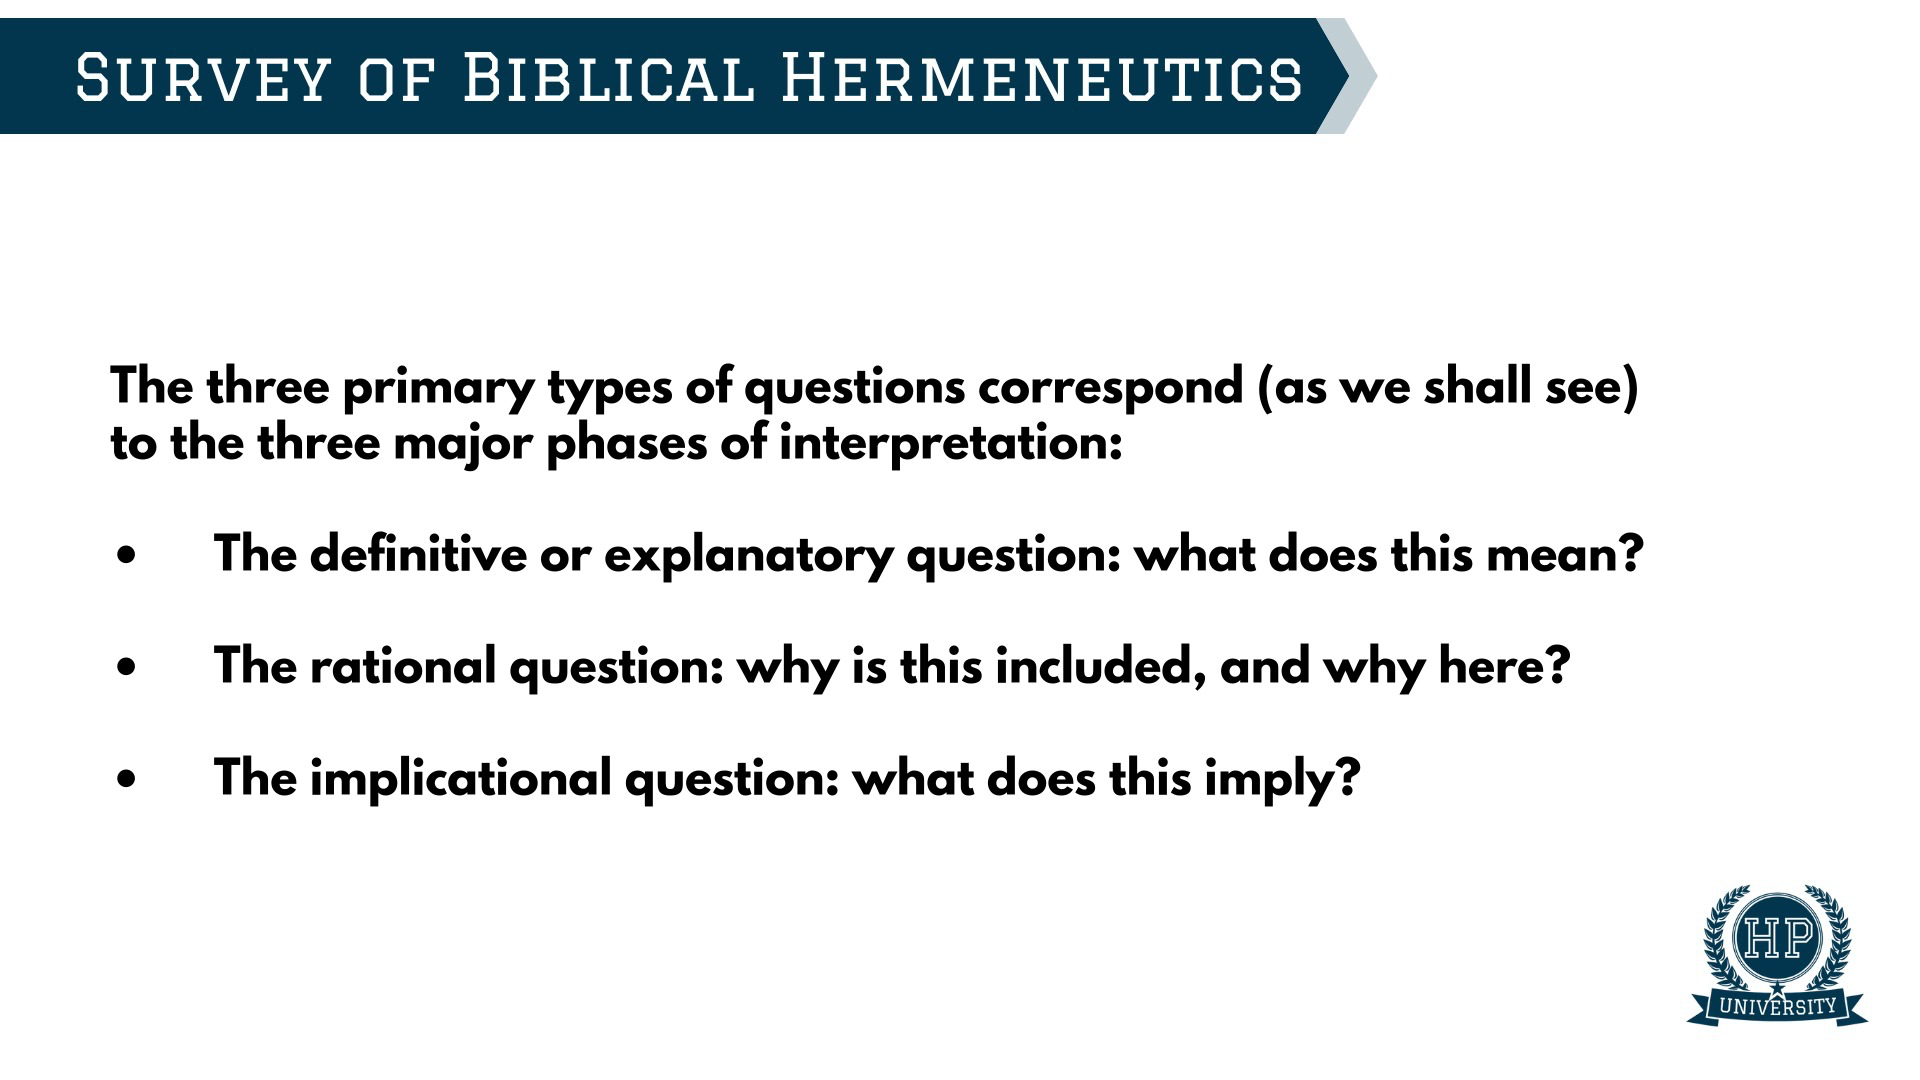 Survey of Biblical Hermeneutics
The three primary types of questions correspond (as we shall see)
to the three major phases of interpretation:
• The definitive or explanatory question: what does this mean?
• The rational question: why is this included, and why here?
• The implicational question: what does this imply?
HP
UNIVERSITY